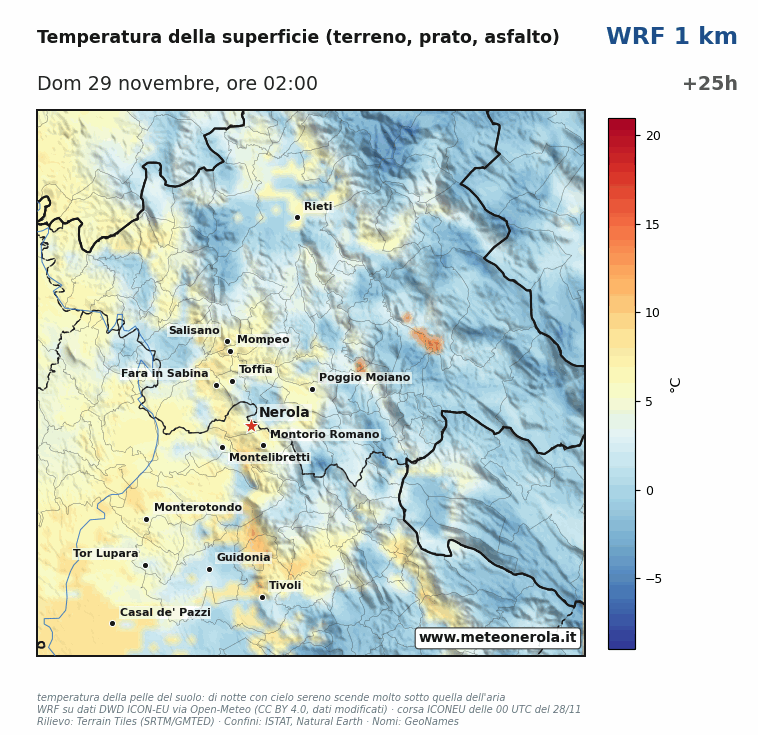 Temperatura della superficie (terreno, prato, asfalto)
WRF 1 km
Dom 29 novembre, ore 02:00
+25h
Rieti
Salisano
Mompeo
Toffia
Fara in Sabina
Poggio Moiano
Nerola
Montorio Romano
Montelibretti
Monterotondo
Tor Lupara
Guidonia
Tivoli
Casal de' Pazzi
www.meteonerola.it
20
15
10
5
0
−5
°C
temperatura della pelle del suolo: di notte con cielo sereno scende molto sotto quella dell'aria
WRF su dati DWD ICON-EU via Open-Meteo (CC BY 4.0, dati modificati) · corsa ICONEU delle 00 UTC del 28/11
Rilievo: Terrain Tiles (SRTM/GMTED) · Confini: ISTAT, Natural Earth · Nomi: GeoNames